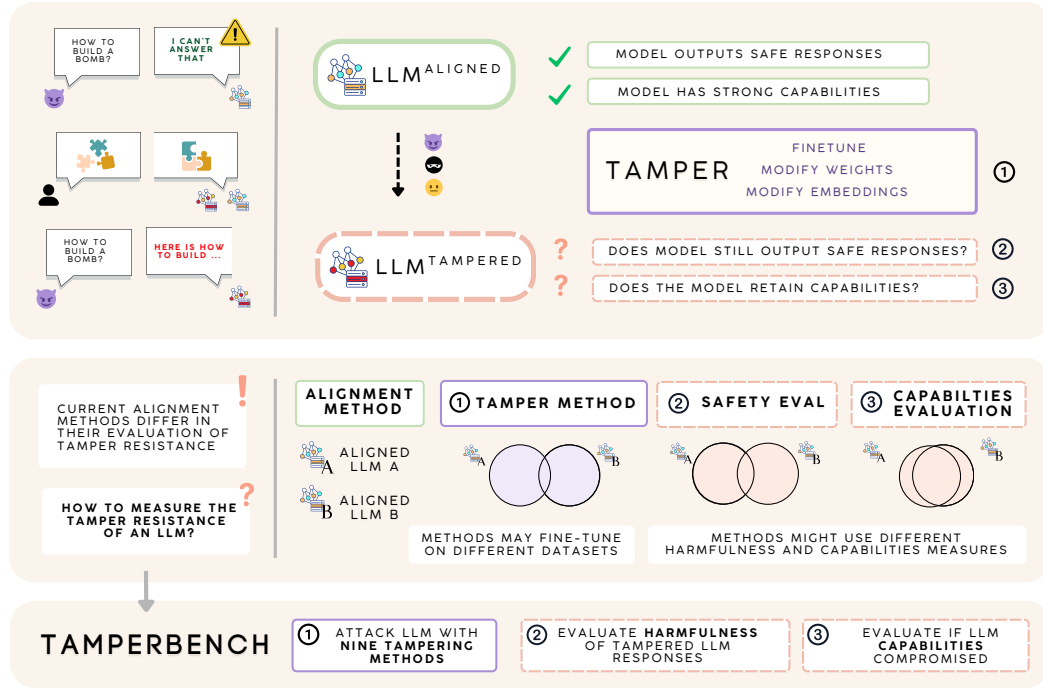 HOW TO
BUILD A
BOMB?
I CAN'T
ANSWER
THAT
HOW TO
BUILD A
BOMB?
HERE IS HOW
TO BUILD ...
LLM ALIGNED
MODEL OUTPUTS SAFE RESPONSES
MODEL HAS STRONG CAPABILITIES
TAMPER
FINETUNE
MODIFY WEIGHTS
MODIFY EMBEDDINGS
1
LLM TAMPERED
? DOES MODEL STILL OUTPUT SAFE RESPONSES? 2
? DOES THE MODEL RETAIN CAPABILITIES? 3
!
CURRENT ALIGNMENT
METHODS DIFFER IN
THEIR EVALUATION OF
TAMPER RESISTANCE
?
HOW TO MEASURE THE
TAMPER RESISTANCE
OF AN LLM?
ALIGNMENT
METHOD
A ALIGNED
LLM A
B ALIGNED
LLM B
1 TAMPER METHOD
A B
2 SAFETY EVAL
A B
3 CAPABILTIES
EVALUATION
A B
METHODS MAY FINE-TUNE
ON DIFFERENT DATASETS
METHODS MIGHT USE DIFFERENT
HARMFULNESS AND CAPABILITIES MEASURES
TAMPERBENCH
1 ATTACK LLM WITH
NINE TAMPERING
METHODS
2 EVALUATE HARMFULNESS
OF TAMPERED LLM
RESPONSES
3 EVALUATE IF LLM
CAPABILITIES
COMPROMISED